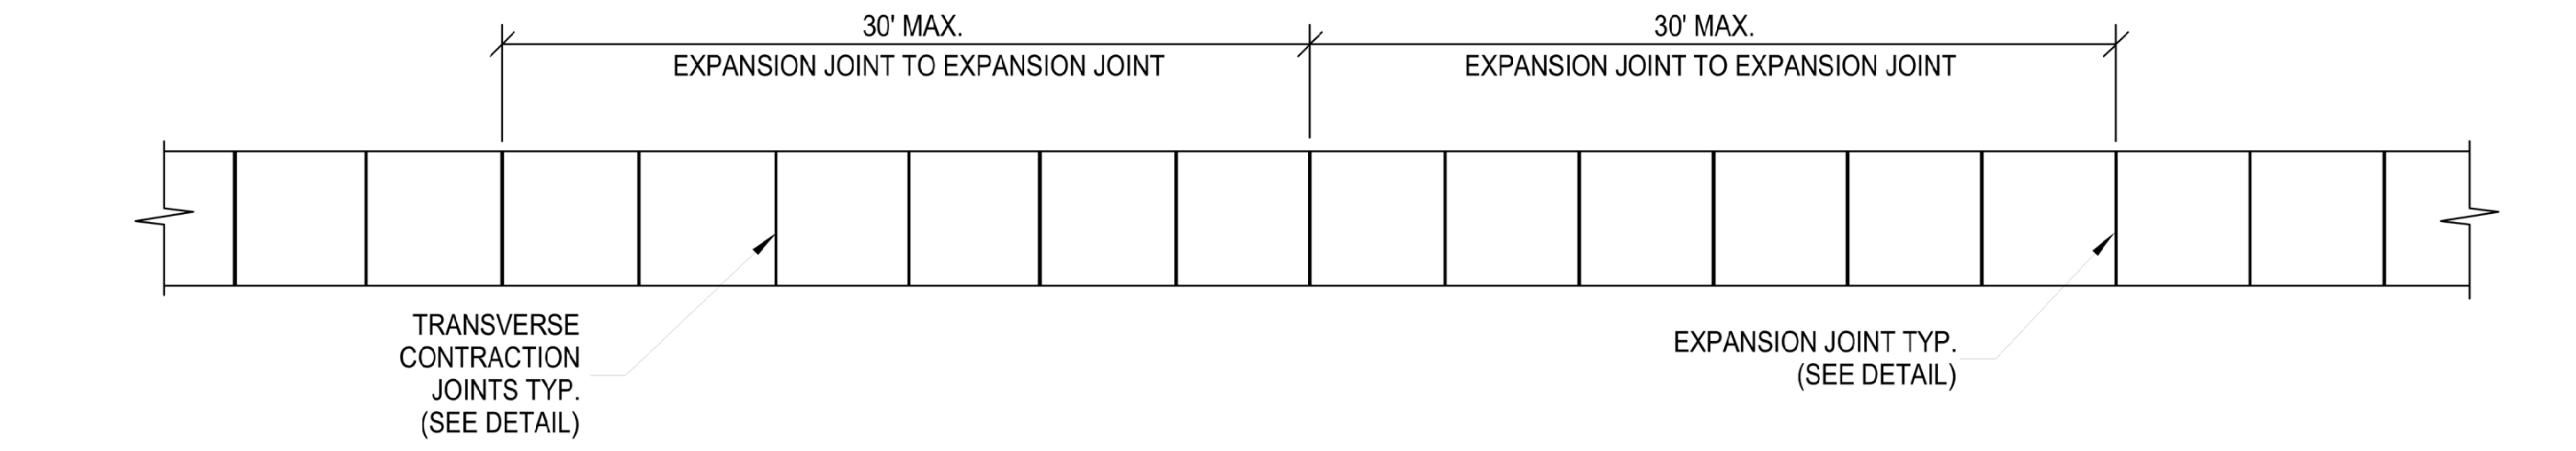 30' MAX.
EXPANSION JOINT TO EXPANSION JOINT
30' MAX.
EXPANSION JOINT TO EXPANSION JOINT
TRANSVERSE
CONTRACTION
JOINTS TYP.
(SEE DETAIL)
EXPANSION JOINT TYP.
(SEE DETAIL)